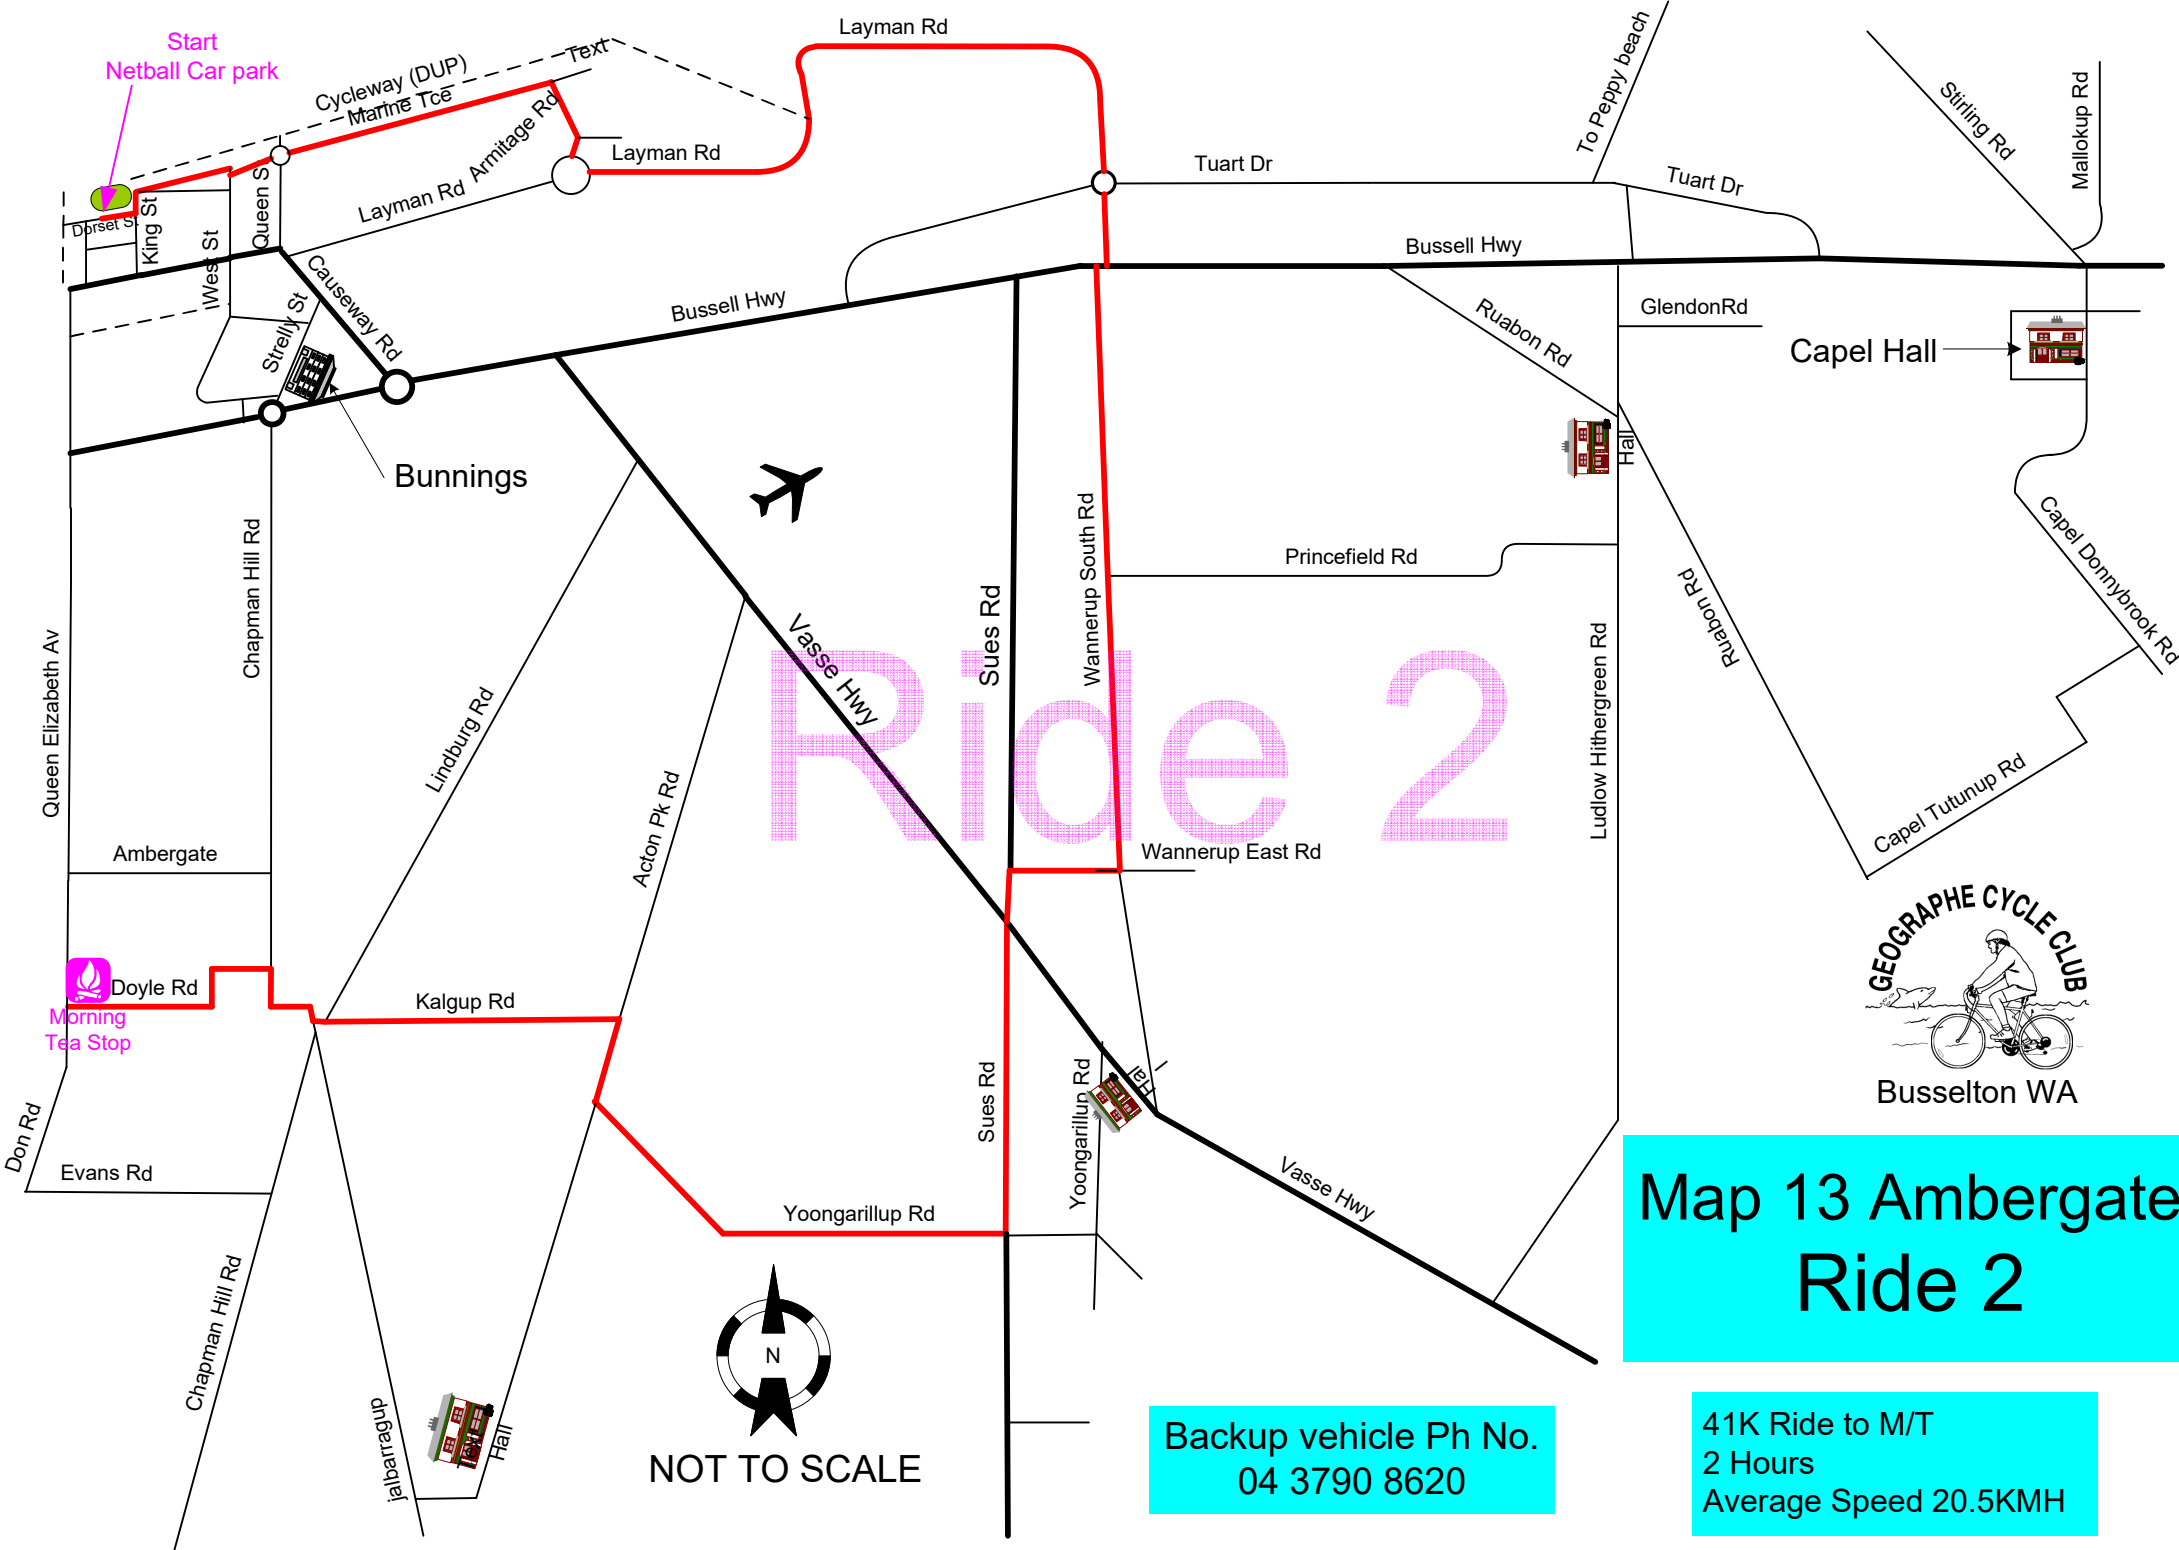 Start
Netball Car park
Cycleway (DUP)
Marine Tce
Text
Layman Rd
Armitage Rd
Layman Rd
Layman Rd
Dorset S
King St
West St
Queen S
Causeway Rd
Strelly St
Bunnings
Bussell Hwy
Tuart Dr
To Peppy beach
Tuart Dr
Stirling Rd
Mallokup Rd
Bussell Hwy
Ruabon Rd
GlendonRd
Capel Hall
Hall
Capel Donnybrook Rd
Princefield Rd
Ruabon Rd
Capel Tutunup Rd
Ludlow Hithergreen Rd
Wannerup South Rd
Sues Rd
Vasse Hwy
Ride 2
Wannerup East Rd
Chapman Hill Rd
Queen Elizabeth Av
Lindburg Rd
Acton Pk Rd
Ambergate
Doyle Rd
Morning
Tea Stop
Kalgup Rd
Don Rd
Evans Rd
Chapman Hill Rd
jalbarragup
Text
Hall
Sues Rd
Yoongarillup Rd
Yoongarillup Rd
Hall
Vasse Hwy
N
NOT TO SCALE
GEOGRAPHE CYCLE CLUB
Busselton WA
Map 13 Ambergate
Ride 2
Backup vehicle Ph No.
04 3790 8620
41K Ride to M/T
2 Hours
Average Speed 20.5KMH